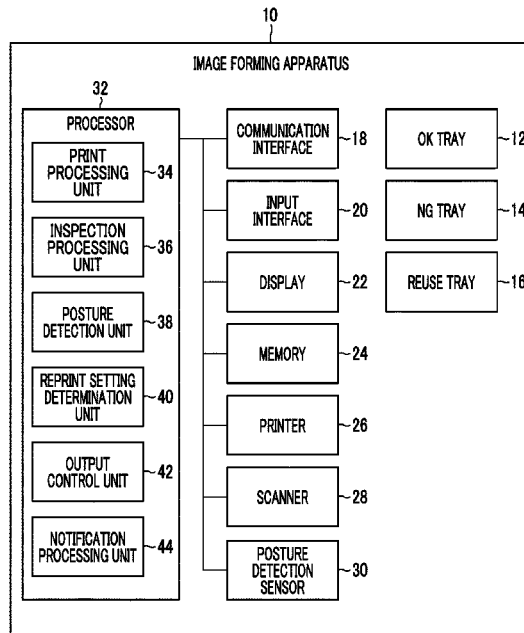 10
IMAGE FORMING APPARATUS
32
PROCESSOR
PRINT
PROCESSING
UNIT
34
INSPECTION
PROCESSING
UNIT
36
POSTURE
DETECTION UNIT
38
REPRINT SETTING
DETERMINATION
UNIT
40
OUTPUT
CONTROL UNIT
42
NOTIFICATION
PROCESSING UNIT
44
COMMUNICATION
INTERFACE
18
INPUT
INTERFACE
20
DISPLAY
22
MEMORY
24
PRINTER
26
SCANNER
28
POSTURE
DETECTION
SENSOR
30
OK TRAY
12
NG TRAY
14
REUSE TRAY
16